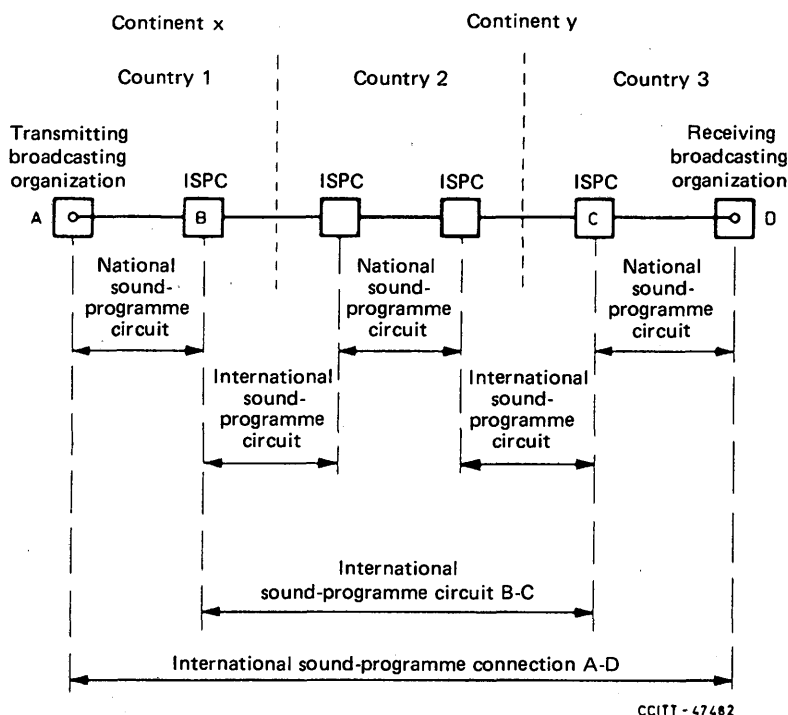 Continent x
Continent y
Country 1
Country 2
Country 3
Transmitting
broadcasting
organization
ISPC
ISPC
ISPC
ISPC
Receiving
broadcasting
organization
A
B
C
D
National
sound-
programme
circuit
National
sound-
programme
circuit
National
sound-
programme
circuit
International
sound-
programme
circuit
International
sound-
programme
circuit
International
sound-programme circuit B-C
International sound-programme connection A-D
CCITT - 47462